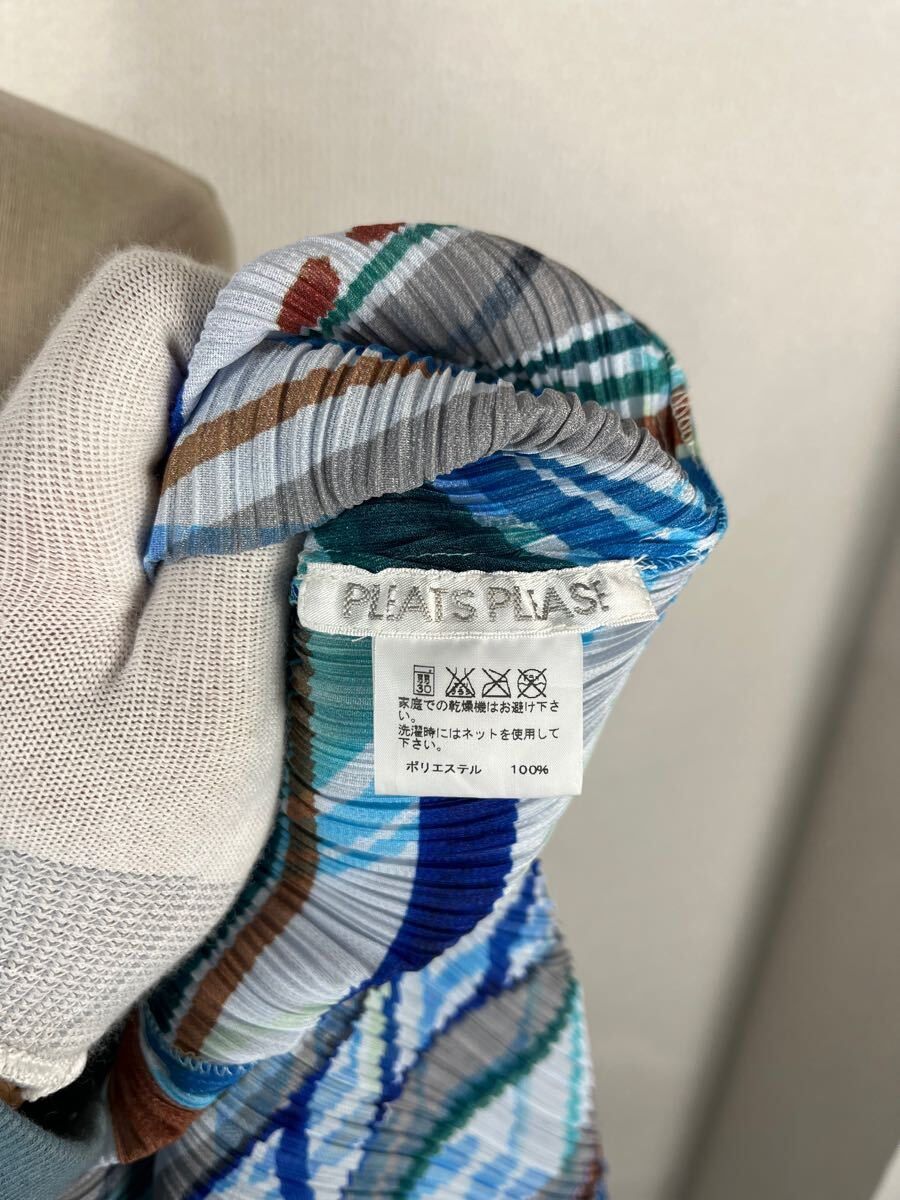 PLEATS PLEASE
弱
30
家庭での乾燥機はお避け下さ
い。
洗濯時にはネットを使用して
下さい。
ポリエステル 100%